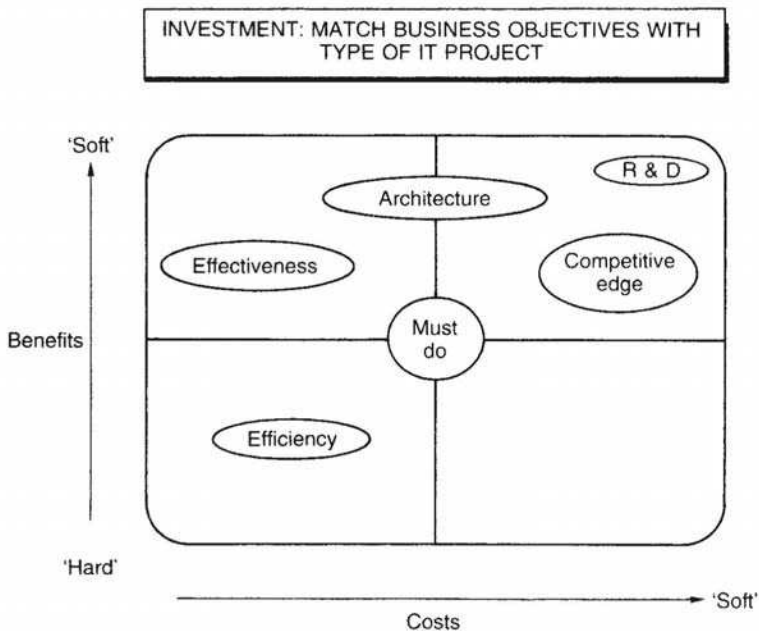 INVESTMENT: MATCH BUSINESS OBJECTIVES WITH
TYPE OF IT PROJECT
'Soft'
R & D
Architecture
Effectiveness
Competitive
edge
Benefits
Must
do
Efficiency
'Hard'
'Soft'
Costs